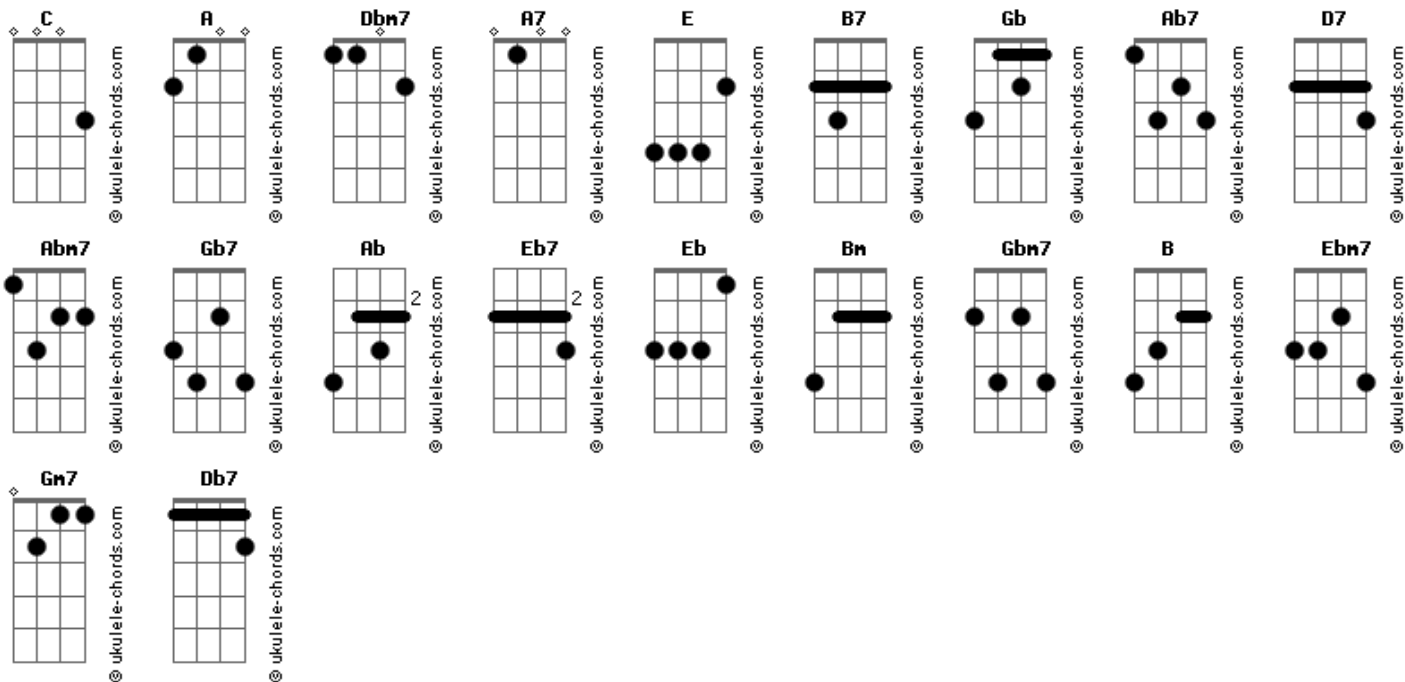 C A Dbm7 A7 E B7 Gb Ab7 D7
© ukulele-chords.com © ukulele-chords.com © ukulele-chords.com © ukulele-chords.com © ukulele-chords.com © ukulele-chords.com © ukulele-chords.com © ukulele-chords.com © ukulele-chords.com
Abm7 Gb7 Ab Eb7 Eb Bm Gbm7 B Ebm7
2 2
© ukulele-chords.com © ukulele-chords.com © ukulele-chords.com © ukulele-chords.com © ukulele-chords.com © ukulele-chords.com © ukulele-chords.com © ukulele-chords.com © ukulele-chords.com
Gm7 Db7
© ukulele-chords.com © ukulele-chords.com